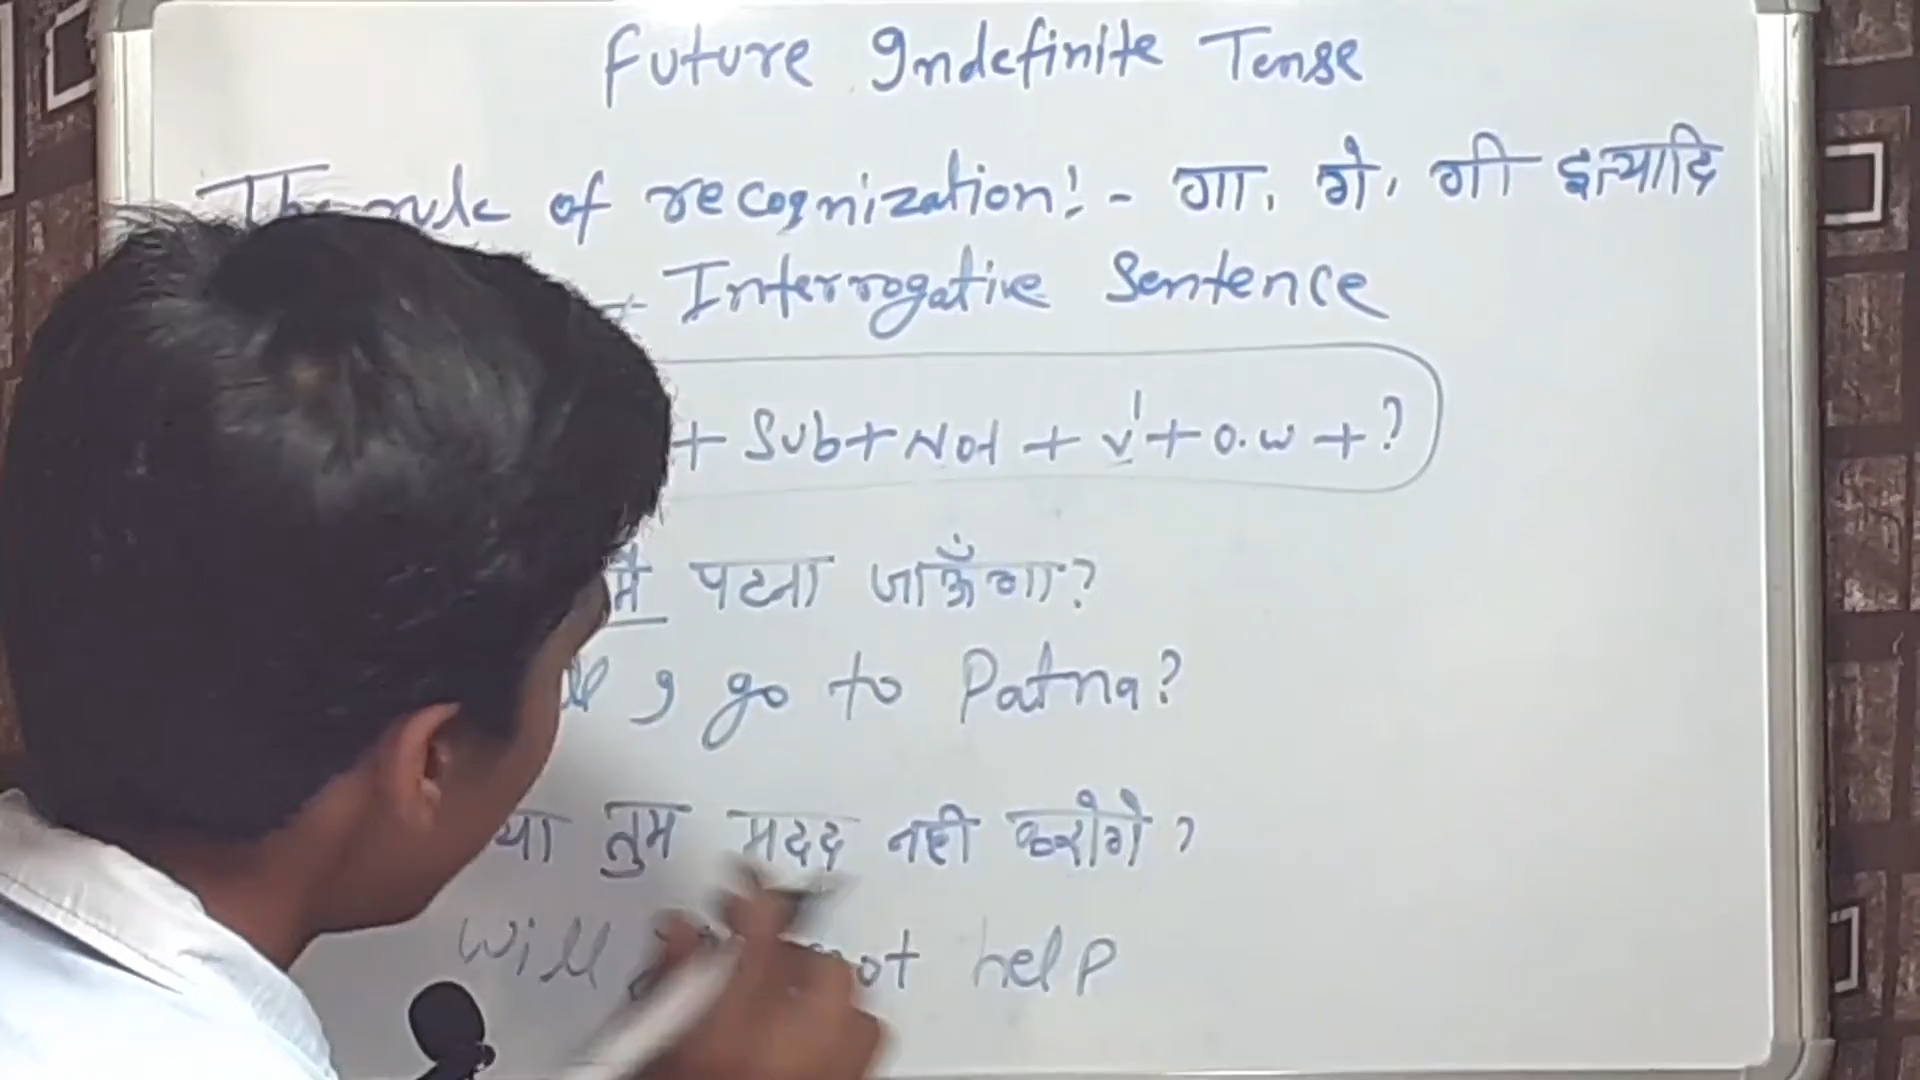 Future Indefinite Tense
The rule of recognization:- गा, गे, गी इत्यादि
Interrogative Sentence
+ Sub + Not + V¹ + O.W + ?
मै पटना जाऊँगा?
I go to Patna?
तुम मदद नही करोगे?
Will not help